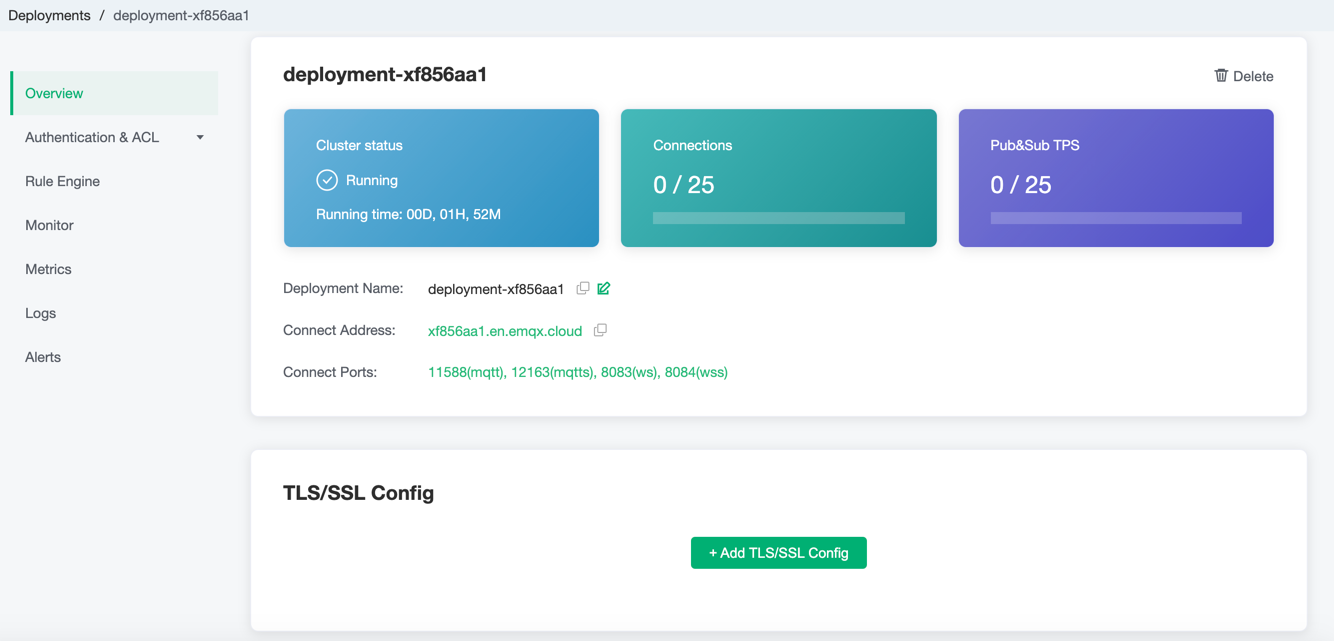 Deployments / deployment-xf856aa1
Overview
Authentication & ACL
Rule Engine
Monitor
Metrics
Logs
Alerts
deployment-xf856aa1
Delete
Cluster status
Running
Running time: 00D, 01H, 52M
Connections
0 / 25
Pub&Sub TPS
0 / 25
Deployment Name: deployment-xf856aa1
Connect Address: xf856aa1.en.emqx.cloud
Connect Ports: 11588(mqtt), 12163(mqtts), 8083(ws), 8084(wss)
TLS/SSL Config
+ Add TLS/SSL Config